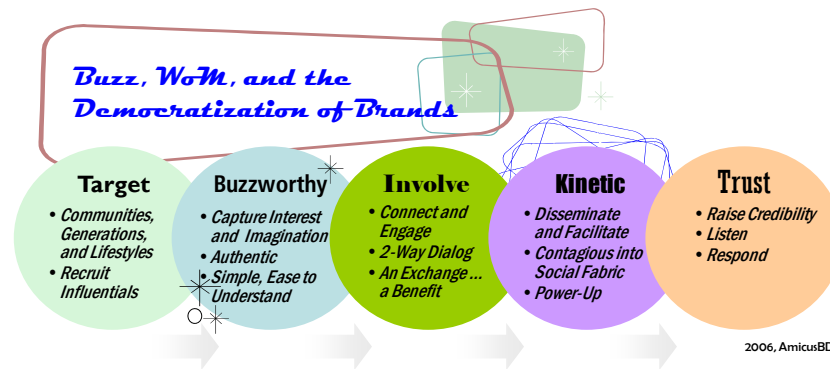 Buzz, WoM, and the
Democratization of Brands
Target
• Communities,
Generations,
and Lifestyles
• Recruit
Influentials
Buzzworthy
• Capture Interest
and Imagination
• Authentic
• Simple, Ease to
Understand
Involve
• Connect and
Engage
• 2-Way Dialog
• An Exchange ...
a Benefit
Kinetic
• Disseminate
and Facilitate
• Contagious into
Social Fabric
• Power-Up
Trust
• Raise Credibility
• Listen
• Respond
2006, AmicusBD